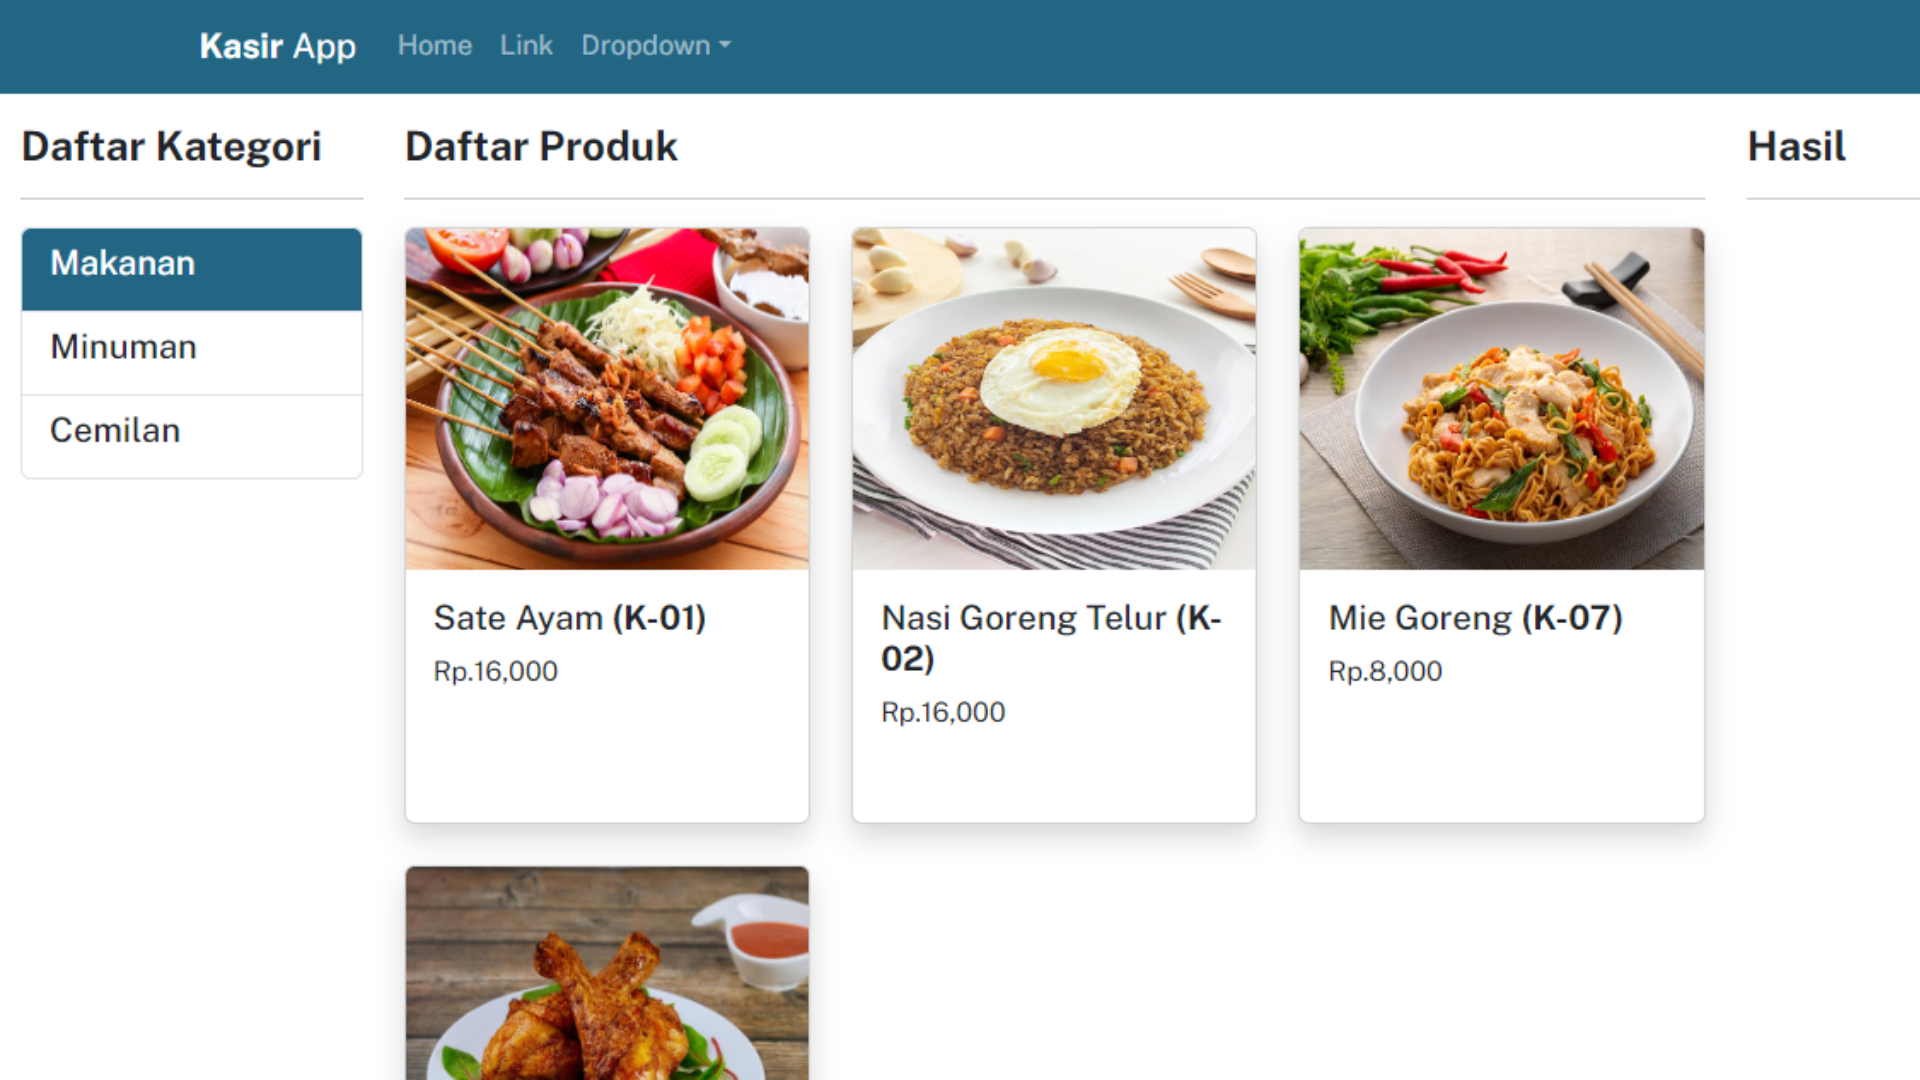 Kasir App Home Link Dropdown
Daftar Kategori
Makanan
Minuman
Cemilan
Daftar Produk
Sate Ayam (K-01)
Rp.16,000
Nasi Goreng Telur (K-
02)
Rp.16,000
Mie Goreng (K-07)
Rp.8,000
Hasil